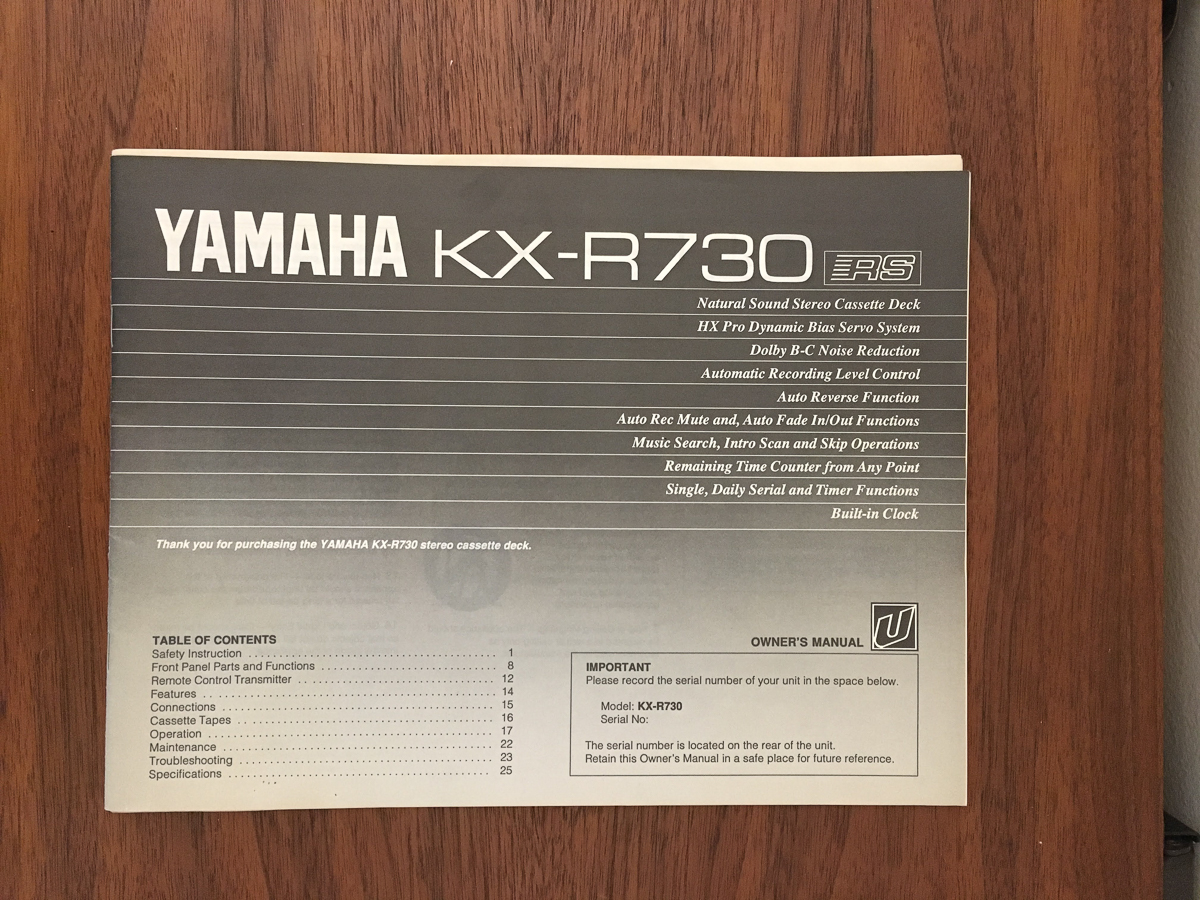 YAMAHA KX-R730 RS
Natural Sound Stereo Cassette Deck
HX Pro Dynamic Bias Servo System
Dolby B-C Noise Reduction
Automatic Recording Level Control
Auto Reverse Function
Auto Rec Mute and, Auto Fade In/Out Functions
Music Search, Intro Scan and Skip Operations
Remaining Time Counter from Any Point
Single, Daily Serial and Timer Functions
Built-in Clock
Thank you for purchasing the YAMAHA KX-R730 stereo cassette deck.
TABLE OF CONTENTS
Safety Instruction . . . . . . . . . . . . . . . . . . . . 1
Front Panel Parts and Functions . . . . . . . . . . . . . . . . . . . . 8
Remote Control Transmitter . . . . . . . . . . . . . . . . . . . . 12
Features . . . . . . . . . . . . . . . . . . . . 14
Connections . . . . . . . . . . . . . . . . . . . . 15
Cassette Tapes . . . . . . . . . . . . . . . . . . . . 16
Operation . . . . . . . . . . . . . . . . . . . . 17
Maintenance . . . . . . . . . . . . . . . . . . . . 22
Troubleshooting . . . . . . . . . . . . . . . . . . . . 23
Specifications . . . . . . . . . . . . . . . . . . . . 25
OWNER'S MANUAL U
IMPORTANT
Please record the serial number of your unit in the space below.
Model: KX-R730
Serial No:
The serial number is located on the rear of the unit.
Retain this Owner's Manual in a safe place for future reference.